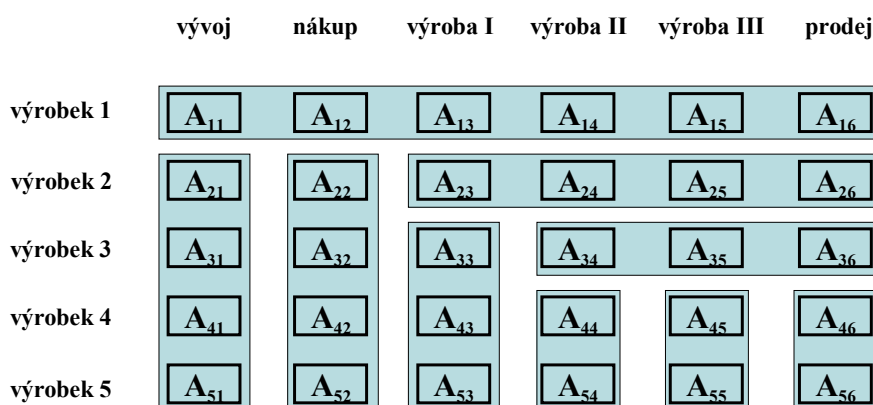 vývoj nákup výroba I výroba II výroba III prodej
výrobek 1 A11 A12 A13 A14 A15 A16
výrobek 2 A21 A22 A23 A24 A25 A26
výrobek 3 A31 A32 A33 A34 A35 A36
výrobek 4 A41 A42 A43 A44 A45 A46
výrobek 5 A51 A52 A53 A54 A55 A56